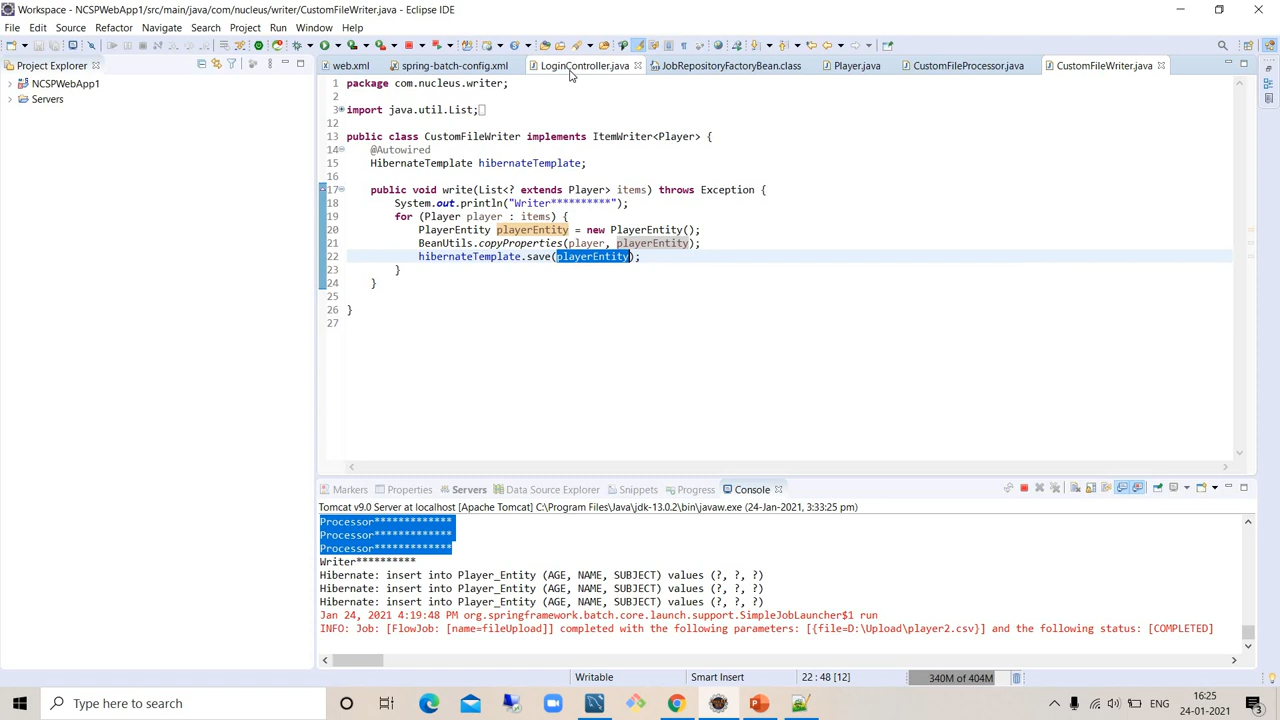 Workspace - NCSPWebApp1/src/main/java/com/nucleus/writer/CustomFileWriter.java - Eclipse IDE
File Edit Source Refactor Navigate Search Project Run Window Help
Project Explorer
web.xml spring-batch-config.xml LoginController.java JobRepositoryFactoryBean.class Player.java CustomFileProcessor.java CustomFileWriter.java
NCSPWebApp1
Servers
1 package com.nucleus.writer;
2
3 import java.util.List;
12
13 public class CustomFileWriter implements ItemWriter<Player> {
14 @Autowired
15 HibernateTemplate hibernateTemplate;
16
17 public void write(List<? extends Player> items) throws Exception {
18 System.out.println("Writer**********");
19 for (Player player : items) {
20 PlayerEntity playerEntity = new PlayerEntity();
21 BeanUtils.copyProperties(player, playerEntity);
22 hibernateTemplate.save(playerEntity);
23 }
24 }
25
26 }
27
Markers Properties Servers Data Source Explorer Snippets Progress Console
Tomcat v9.0 Server at localhost [Apache Tomcat] C:\Program Files\Java\jdk-13.0.2\bin\javaw.exe (24-Jan-2021, 3:33:25 pm)
Processor*************
Processor*************
Processor*************
Writer**********
Hibernate: insert into Player_Entity (AGE, NAME, SUBJECT) values (?, ?, ?)
Hibernate: insert into Player_Entity (AGE, NAME, SUBJECT) values (?, ?, ?)
Hibernate: insert into Player_Entity (AGE, NAME, SUBJECT) values (?, ?, ?)
Jan 24, 2021 4:19:48 PM org.springframework.batch.core.launch.support.SimpleJobLauncher$1 run
INFO: Job: [FlowJob: [name=fileUpload]] completed with the following parameters: [{file=D:\Upload\player2.csv}] and the following status: [COMPLETED]
Writable Smart Insert 22 : 48 [12] 340M of 404M
Type here to search
ENG
16:25
24-01-2021
3